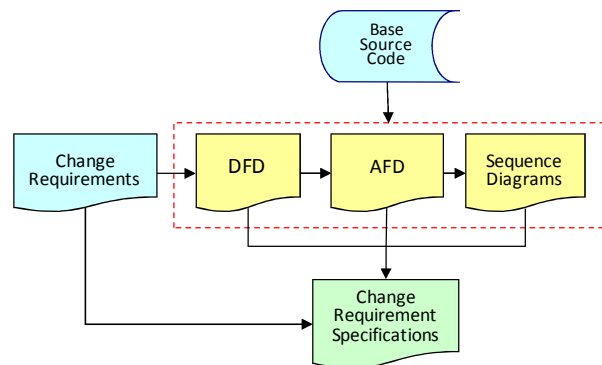 Base
Source
Code
Change
Requirements
DFD
AFD
Sequence
Diagrams
Change
Requirement
Specifications